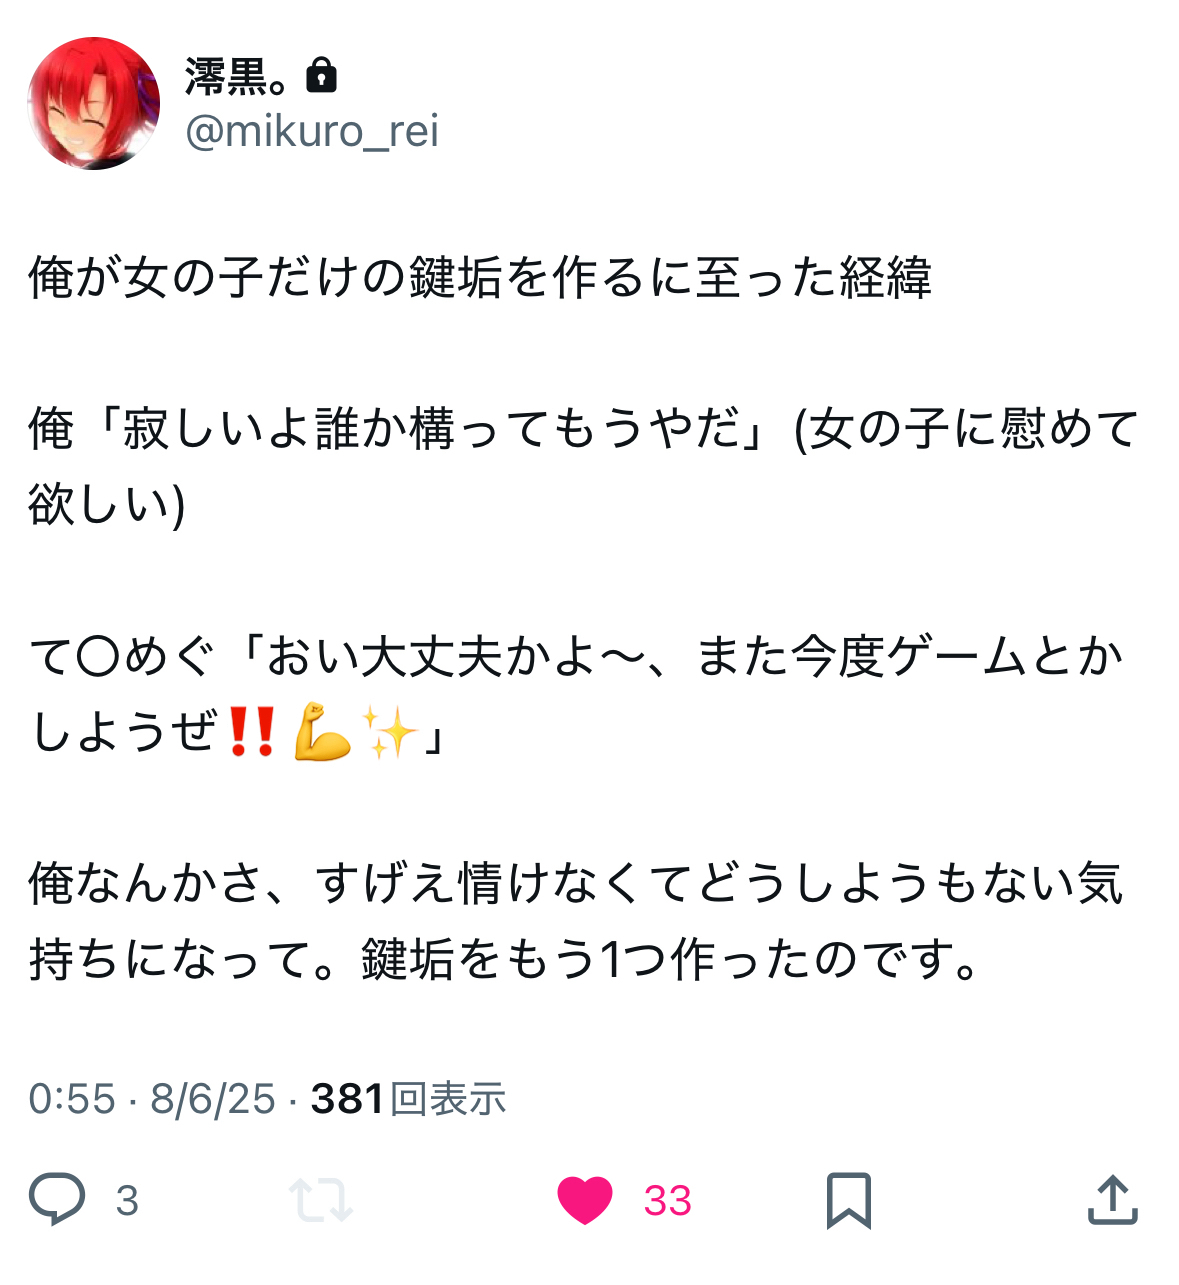 澪黒。
@mikuro_rei
俺が女の子だけの鍵垢を作るに至った経緯
俺「寂しいよ誰か構ってもうやだ」(女の子に慰めて
欲しい)
て〇めぐ「おい大丈夫かよ〜、また今度ゲームとか
しようぜ‼️💪✨」
俺なんかさ、すげえ情けなくてどうしようもない気
持ちになって。鍵垢をもう1つ作ったのです。
0:55 · 8/6/25 · 381回表示
3 33